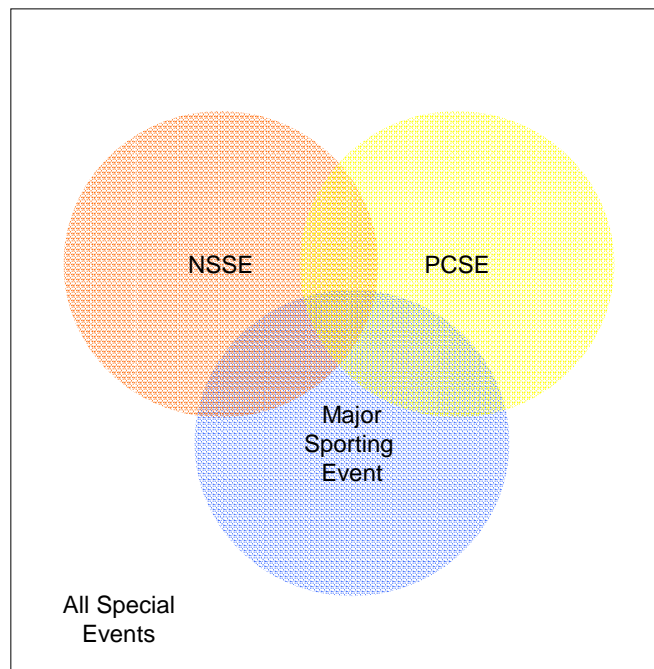 NSSE
PCSE
Major
Sporting
Event
All Special
Events